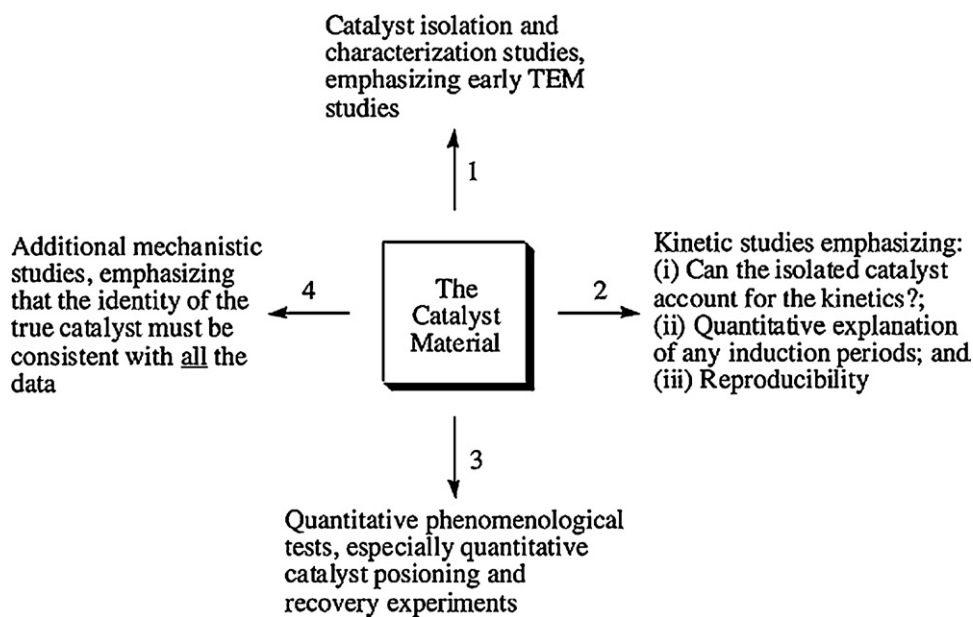 Catalyst isolation and
characterization studies,
emphasizing early TEM
studies
1
Additional mechanistic
studies, emphasizing
that the identity of the
true catalyst must be
consistent with all the
data
4
The
Catalyst
Material
2
Kinetic studies emphasizing:
(i) Can the isolated catalyst
account for the kinetics?;
(ii) Quantitative explanation
of any induction periods; and
(iii) Reproducibility
3
Quantitative phenomenological
tests, especially quantitative
catalyst posioning and
recovery experiments